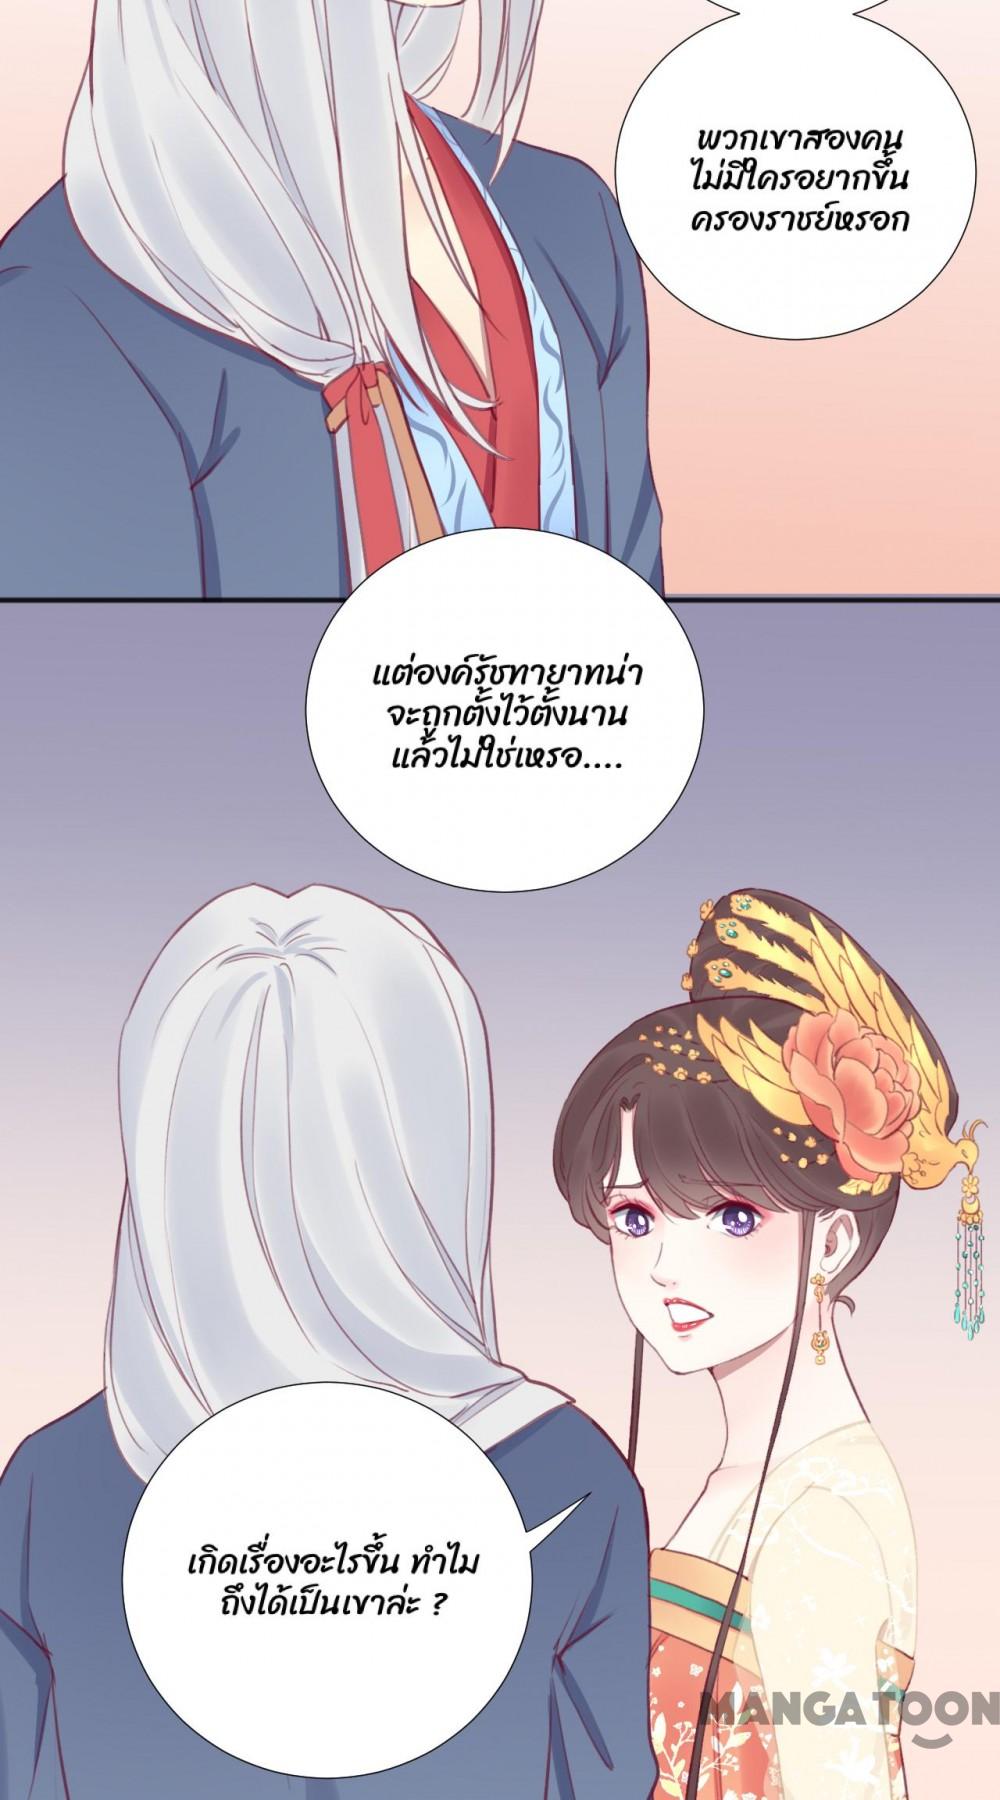 พวกเขาสองคน
ไม่มีใครอยากขึ้น
ครองราชย์หรอก
แต่องค์รัชทายาทน่า
จะถูกตั้งไว้ตั้งนาน
แล้วไม่ใช่เหรอ....
เกิดเรื่องอะไรขึ้น ทำไม
ถึงได้เป็นเขาล่ะ ?
MANGATOON